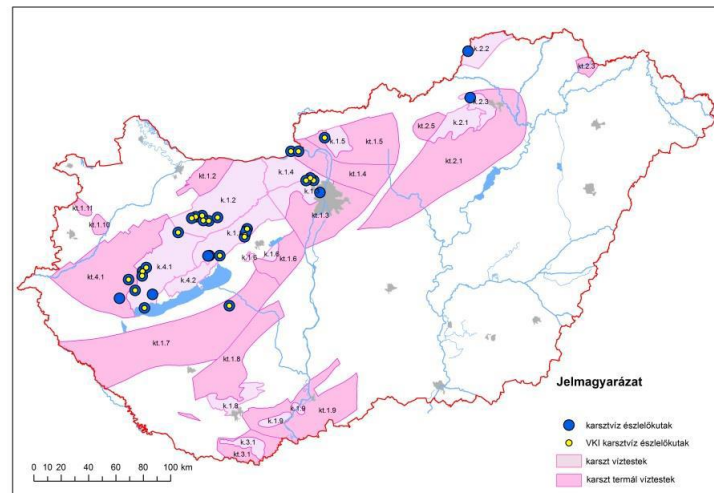 k.2.2
kt.2.3
k.2.3
k.2.1
kt.2.5
kt.2.1
k.1.5
kt.1.5
k.1.4
kt.1.4
kt.1.2
k.1.2
kt.1.3
kt.1.11
kt.1.10
k.1.6
kt.1.6
kt.4.1
k.4.1
k.4.2
kt.1.7
kt.1.8
k.1.8
k.1.9
kt.1.9
k.1.9
k.3.1
kt.3.1
Jelmagyarázat
karsztvíz észlelőkutak
VKI karsztvíz észlelőkutak
karszt víztestek
karszt termál víztestek
0 10 20 40 60 80 100 km